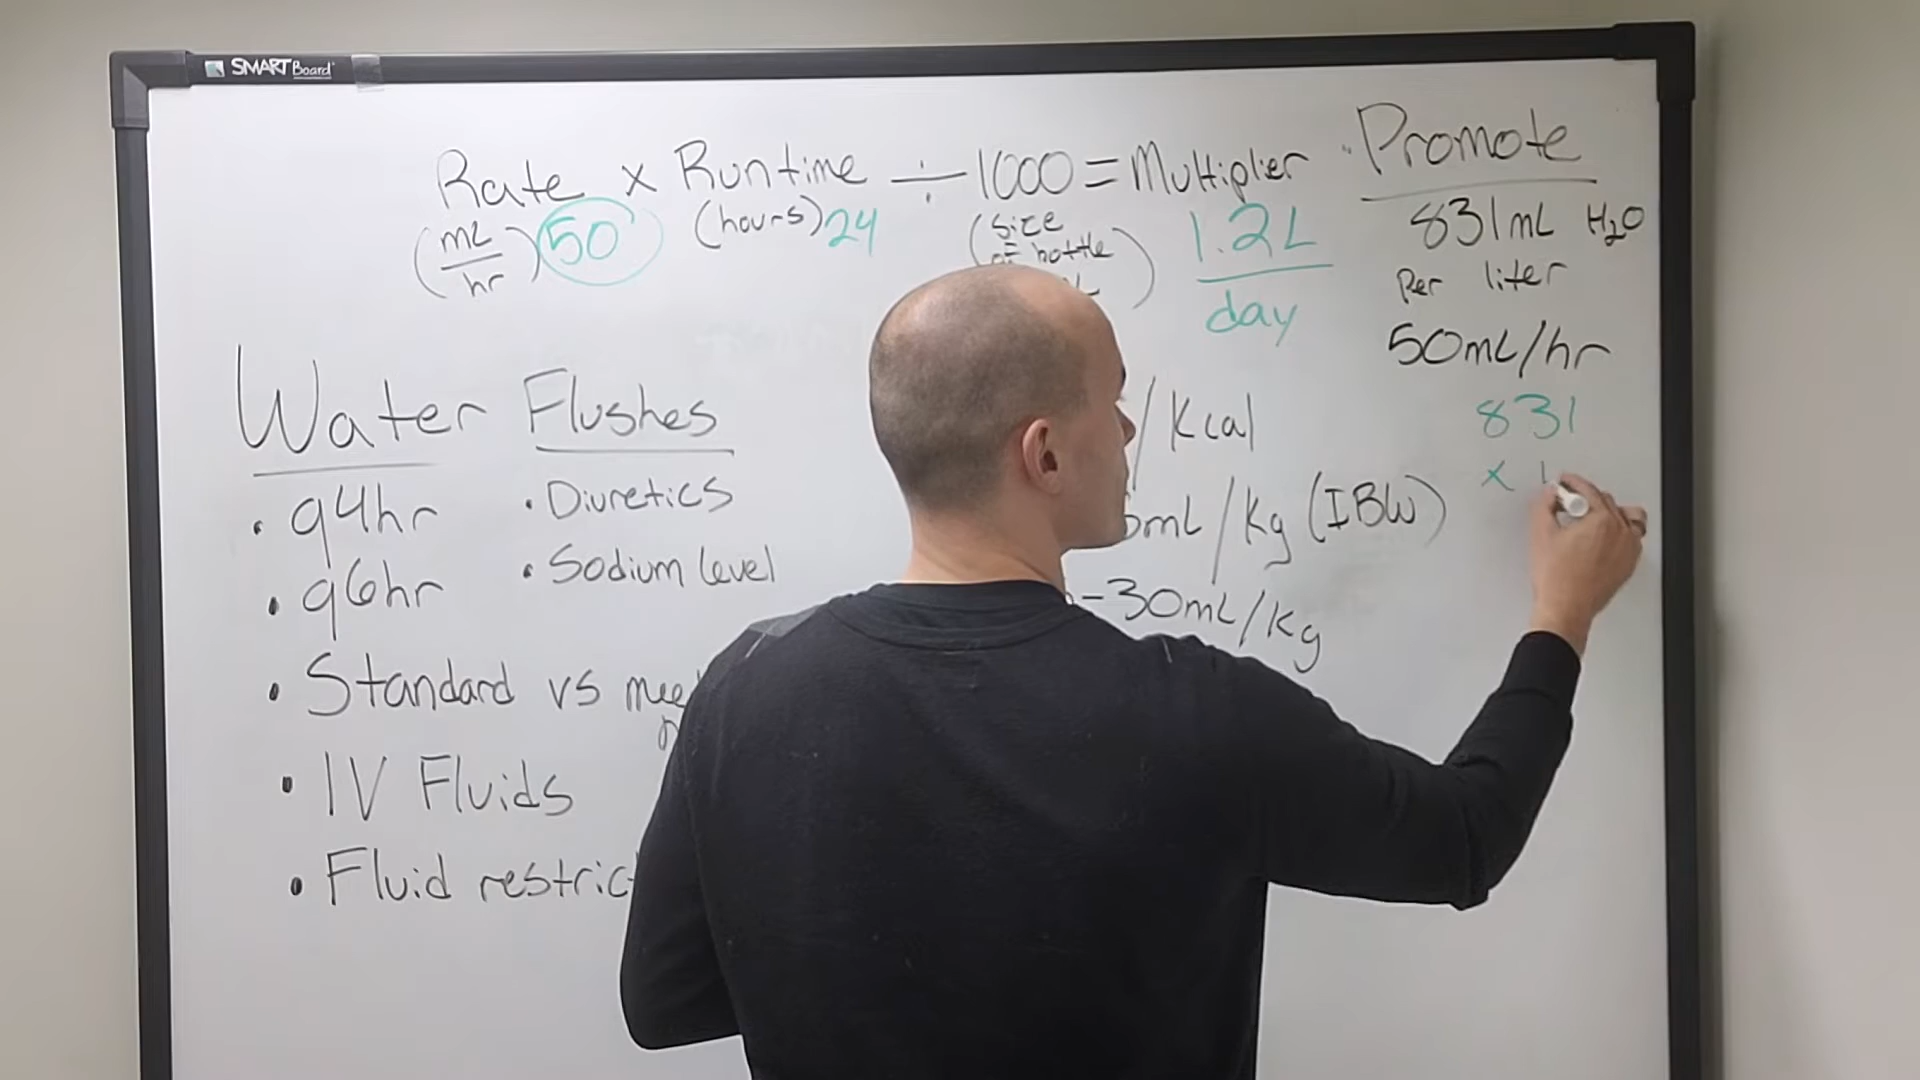 SMART Board
Rate x Runtime ÷ 1000 = Multiplier
(mL/hr) 50 (hours) 24 (size of bottle 1.2L
day
Promote
831mL H2O
Per liter
50mL/hr
831
x 1
Water Flushes
• q4hr
• q6hr
• Standard vs
• IV Fluids
• Fluid restric
• Diuretics
• Sodium level
/Kcal
mL/Kg (IBW)
-30mL/Kg